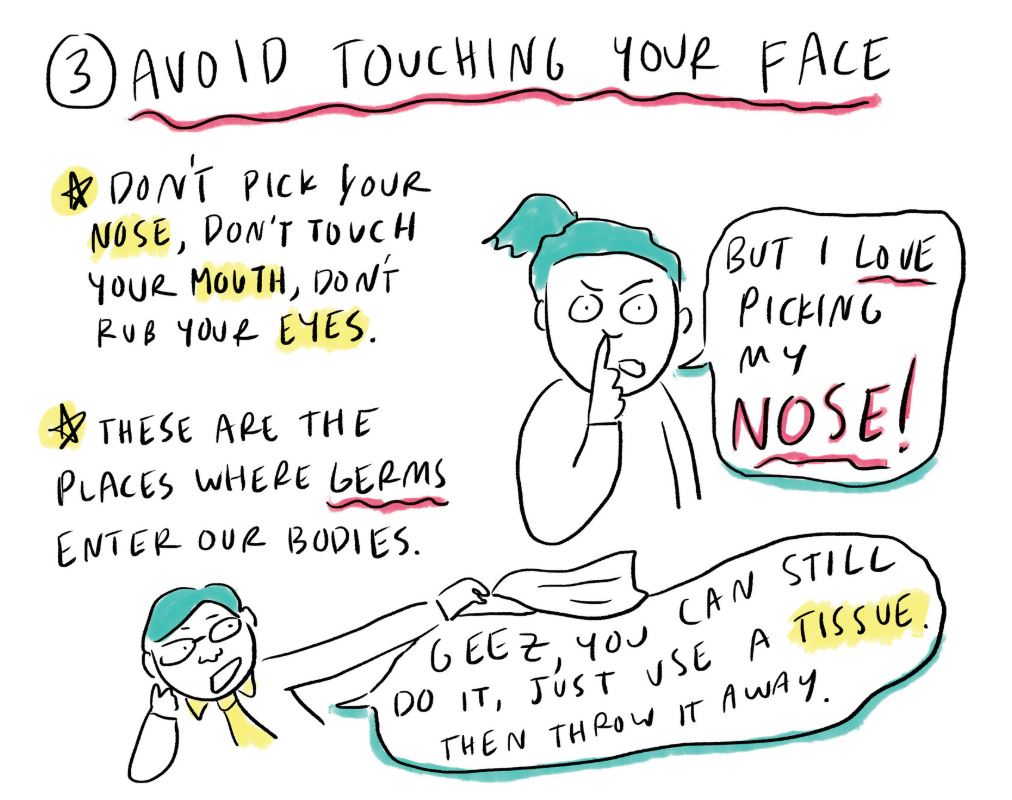 3 AVOID TOUCHING YOUR FACE
DON'T PICK YOUR
NOSE, DON'T TOUCH
YOUR MOUTH, DON'T
RUB YOUR EYES.
THESE ARE THE
PLACES WHERE GERMS
ENTER OUR BODIES.
BUT I LOVE
PICKING
MY
NOSE!
GEEZ, YOU CAN STILL
DO IT, JUST USE A TISSUE.
THEN THROW IT AWAY.